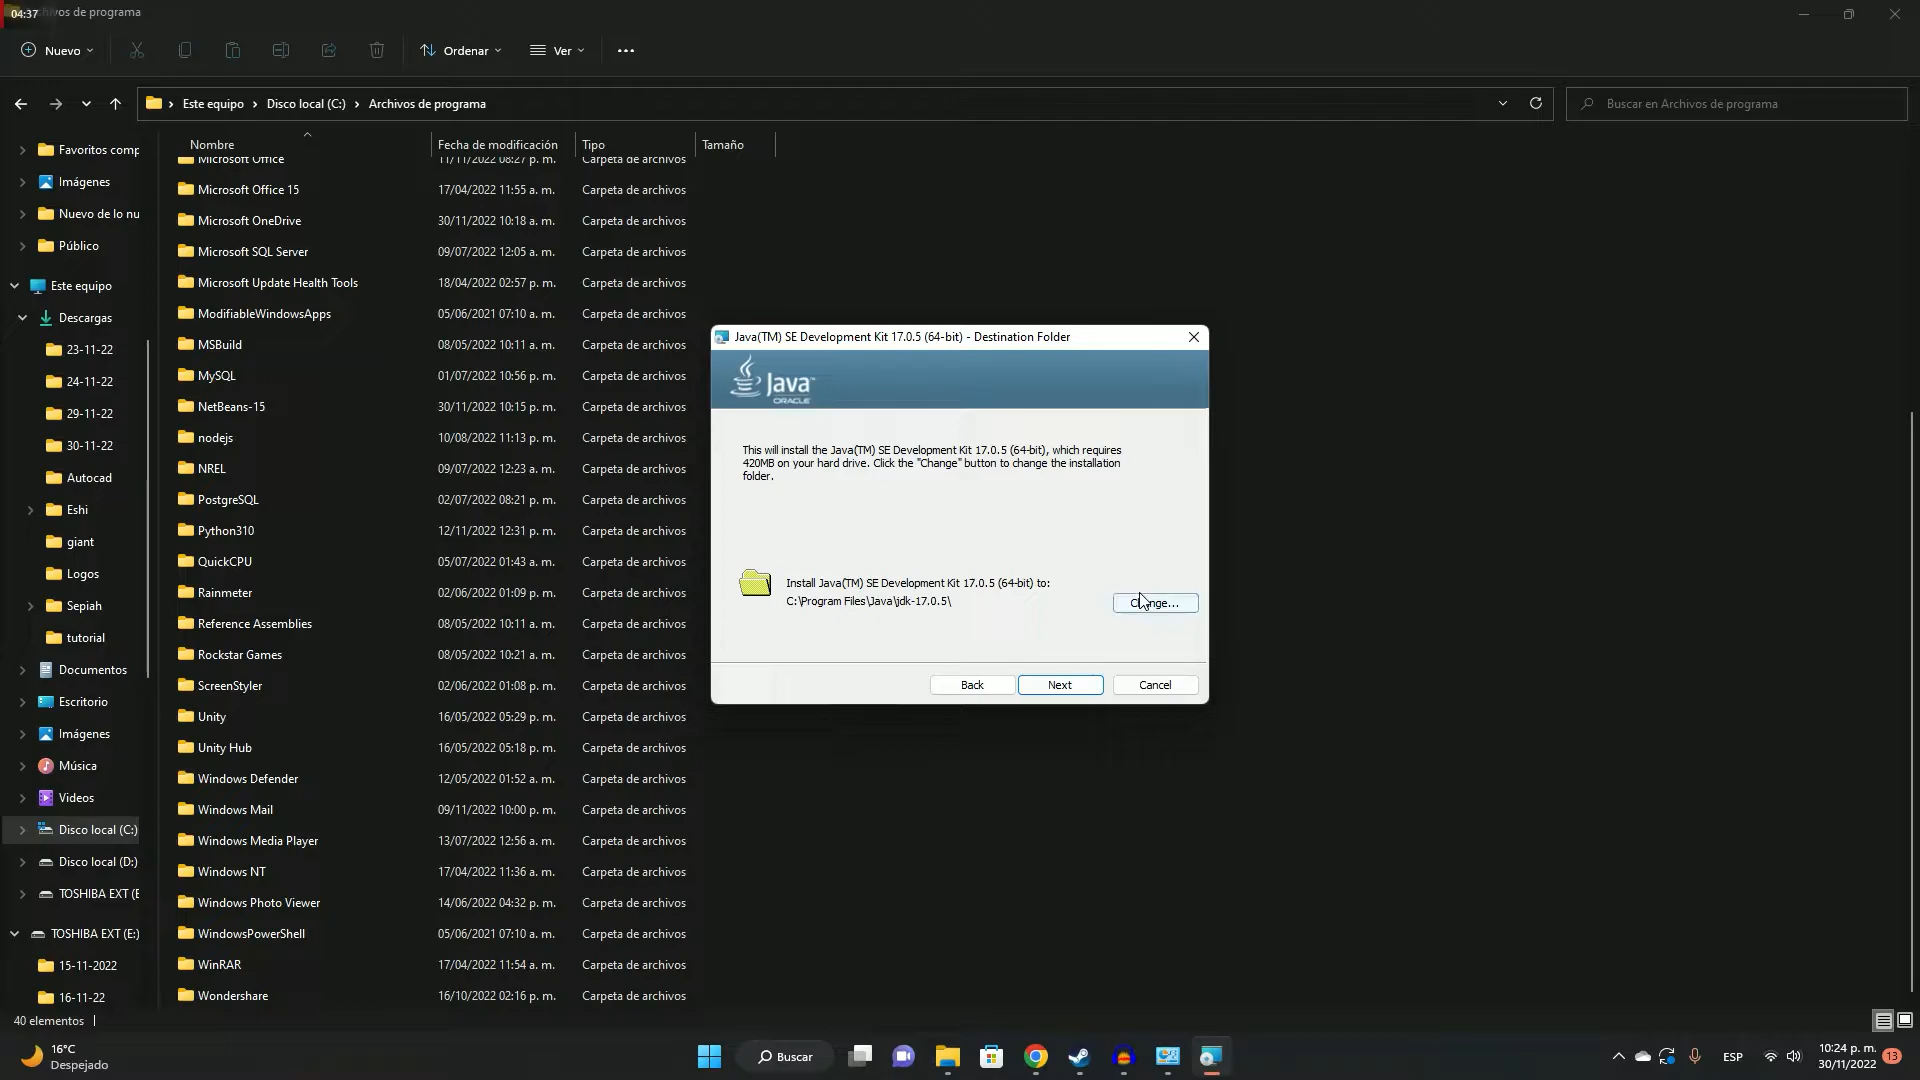 04:37
Archivos de programa
Nuevo
Ordenar
Ver
Este equipo > Disco local (C:) > Archivos de programa
Buscar en Archivos de programa
Nombre Fecha de modificación Tipo Tamaño
Favoritos comp
Imágenes
Nuevo de lo nu
Público
Este equipo
Descargas
23-11-22
24-11-22
29-11-22
30-11-22
Autocad
Eshi
giant
Logos
Sepiah
tutorial
Documentos
Escritorio
Imágenes
Música
Videos
Disco local (C:)
Disco local (D:)
TOSHIBA EXT (E
TOSHIBA EXT (E:)
15-11-2022
16-11-22
Microsoft Office 11/11/2022 08:27 p. m. Carpeta de archivos
Microsoft Office 15 17/04/2022 11:55 a. m. Carpeta de archivos
Microsoft OneDrive 30/11/2022 10:18 a. m. Carpeta de archivos
Microsoft SQL Server 09/07/2022 12:05 a. m. Carpeta de archivos
Microsoft Update Health Tools 18/04/2022 02:57 p. m. Carpeta de archivos
ModifiableWindowsApps 05/06/2021 07:10 a. m. Carpeta de archivos
MSBuild 08/05/2022 10:11 a. m. Carpeta de archivos
MySQL 01/07/2022 10:56 p. m. Carpeta de archivos
NetBeans-15 30/11/2022 10:15 p. m. Carpeta de archivos
nodejs 10/08/2022 11:13 p. m. Carpeta de archivos
NREL 09/07/2022 12:23 a. m. Carpeta de archivos
PostgreSQL 02/07/2022 08:21 p. m. Carpeta de archivos
Python310 12/11/2022 12:31 p. m. Carpeta de archivos
QuickCPU 05/07/2022 01:43 a. m. Carpeta de archivos
Rainmeter 02/06/2022 01:09 p. m. Carpeta de archivos
Reference Assemblies 08/05/2022 10:11 a. m. Carpeta de archivos
Rockstar Games 08/05/2022 10:21 a. m. Carpeta de archivos
ScreenStyler 02/06/2022 01:08 p. m. Carpeta de archivos
Unity 16/05/2022 05:29 p. m. Carpeta de archivos
Unity Hub 16/05/2022 05:18 p. m. Carpeta de archivos
Windows Defender 12/05/2022 01:52 a. m. Carpeta de archivos
Windows Mail 09/11/2022 10:00 p. m. Carpeta de archivos
Windows Media Player 13/07/2022 12:56 a. m. Carpeta de archivos
Windows NT 17/04/2022 11:36 a. m. Carpeta de archivos
Windows Photo Viewer 14/06/2022 04:32 p. m. Carpeta de archivos
WindowsPowerShell 05/06/2021 07:10 a. m. Carpeta de archivos
WinRAR 17/04/2022 11:54 a. m. Carpeta de archivos
Wondershare 16/10/2022 02:16 p. m. Carpeta de archivos
Java(TM) SE Development Kit 17.0.5 (64-bit) - Destination Folder
Java™
ORACLE
This will install the Java(TM) SE Development Kit 17.0.5 (64-bit), which requires
420MB on your hard drive. Click the "Change" button to change the installation
folder.
Install Java(TM) SE Development Kit 17.0.5 (64-bit) to:
C:\Program Files\Java\jdk-17.0.5\
Change...
Back
Next
Cancel
40 elementos
16°C
Despejado
Buscar
ESP
10:24 p. m.
30/11/2022
13